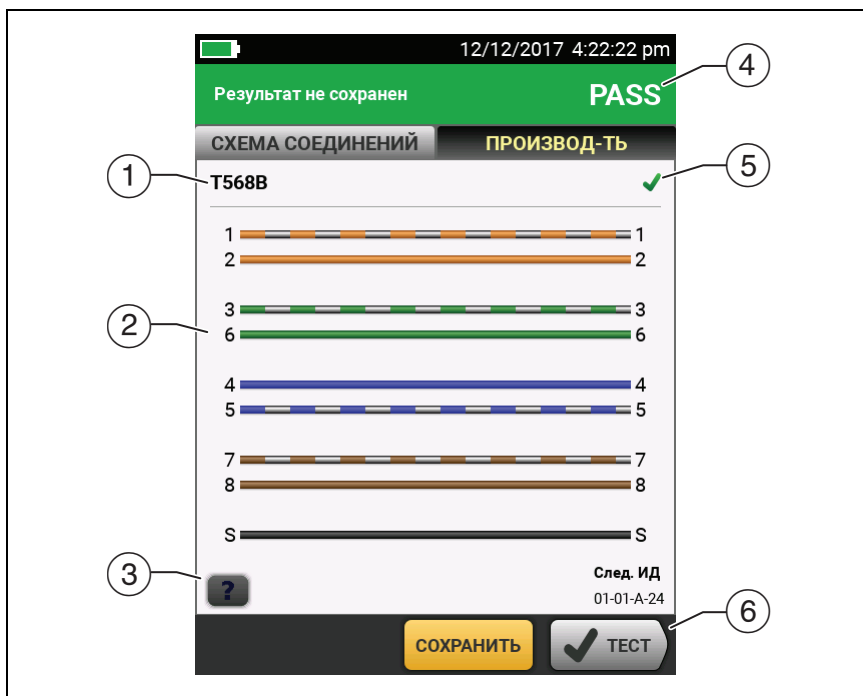 12/12/2017 4:22:22 pm
Результат не сохранен PASS
4
СХЕМА СОЕДИНЕНИЙ ПРОИЗВОД-ТЬ
1
T568B
5
1 1
2 2
2
3 3
6 6
4 4
5 5
7 7
8 8
S S
3
?
След. ИД
01-01-A-24
6
СОХРАНИТЬ ТЕСТ